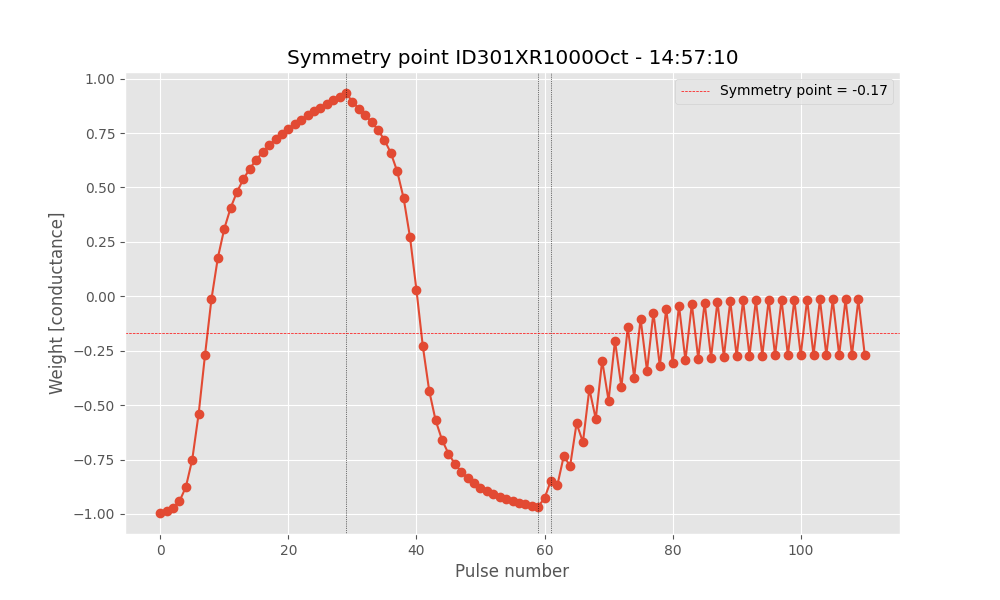 Symmetry point ID301XR1000Oct - 14:57:10
Symmetry point = -0.17
Weight [conductance]
1.00
0.75
0.50
0.25
0.00
−0.25
−0.50
−0.75
−1.00
0 20 40 60 80 100
Pulse number